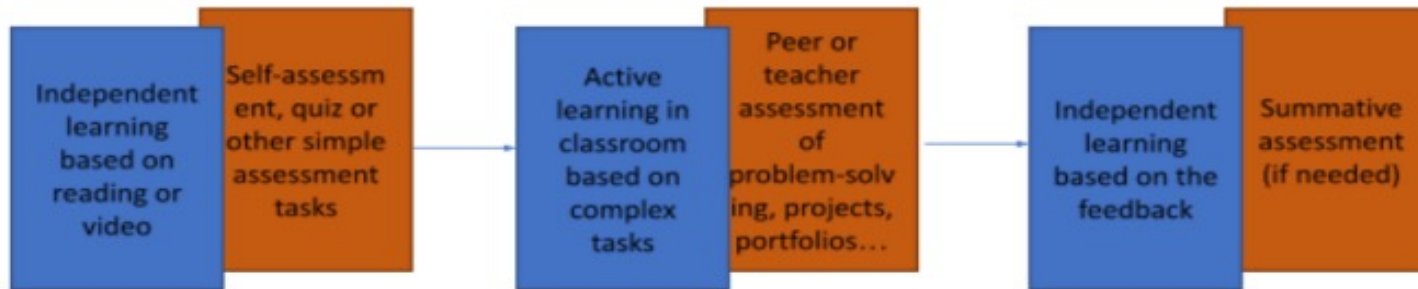 Independent
learning
based on
reading or
video
Self-assessm
ent, quiz or
other simple
assessment
tasks
Active
learning in
classroom
based on
complex
tasks
Peer or
teacher
assessment
of
problem-solv
ing, projects,
portfolios...
Independent
learning
based on the
feedback
Summative
assessment
(if needed)